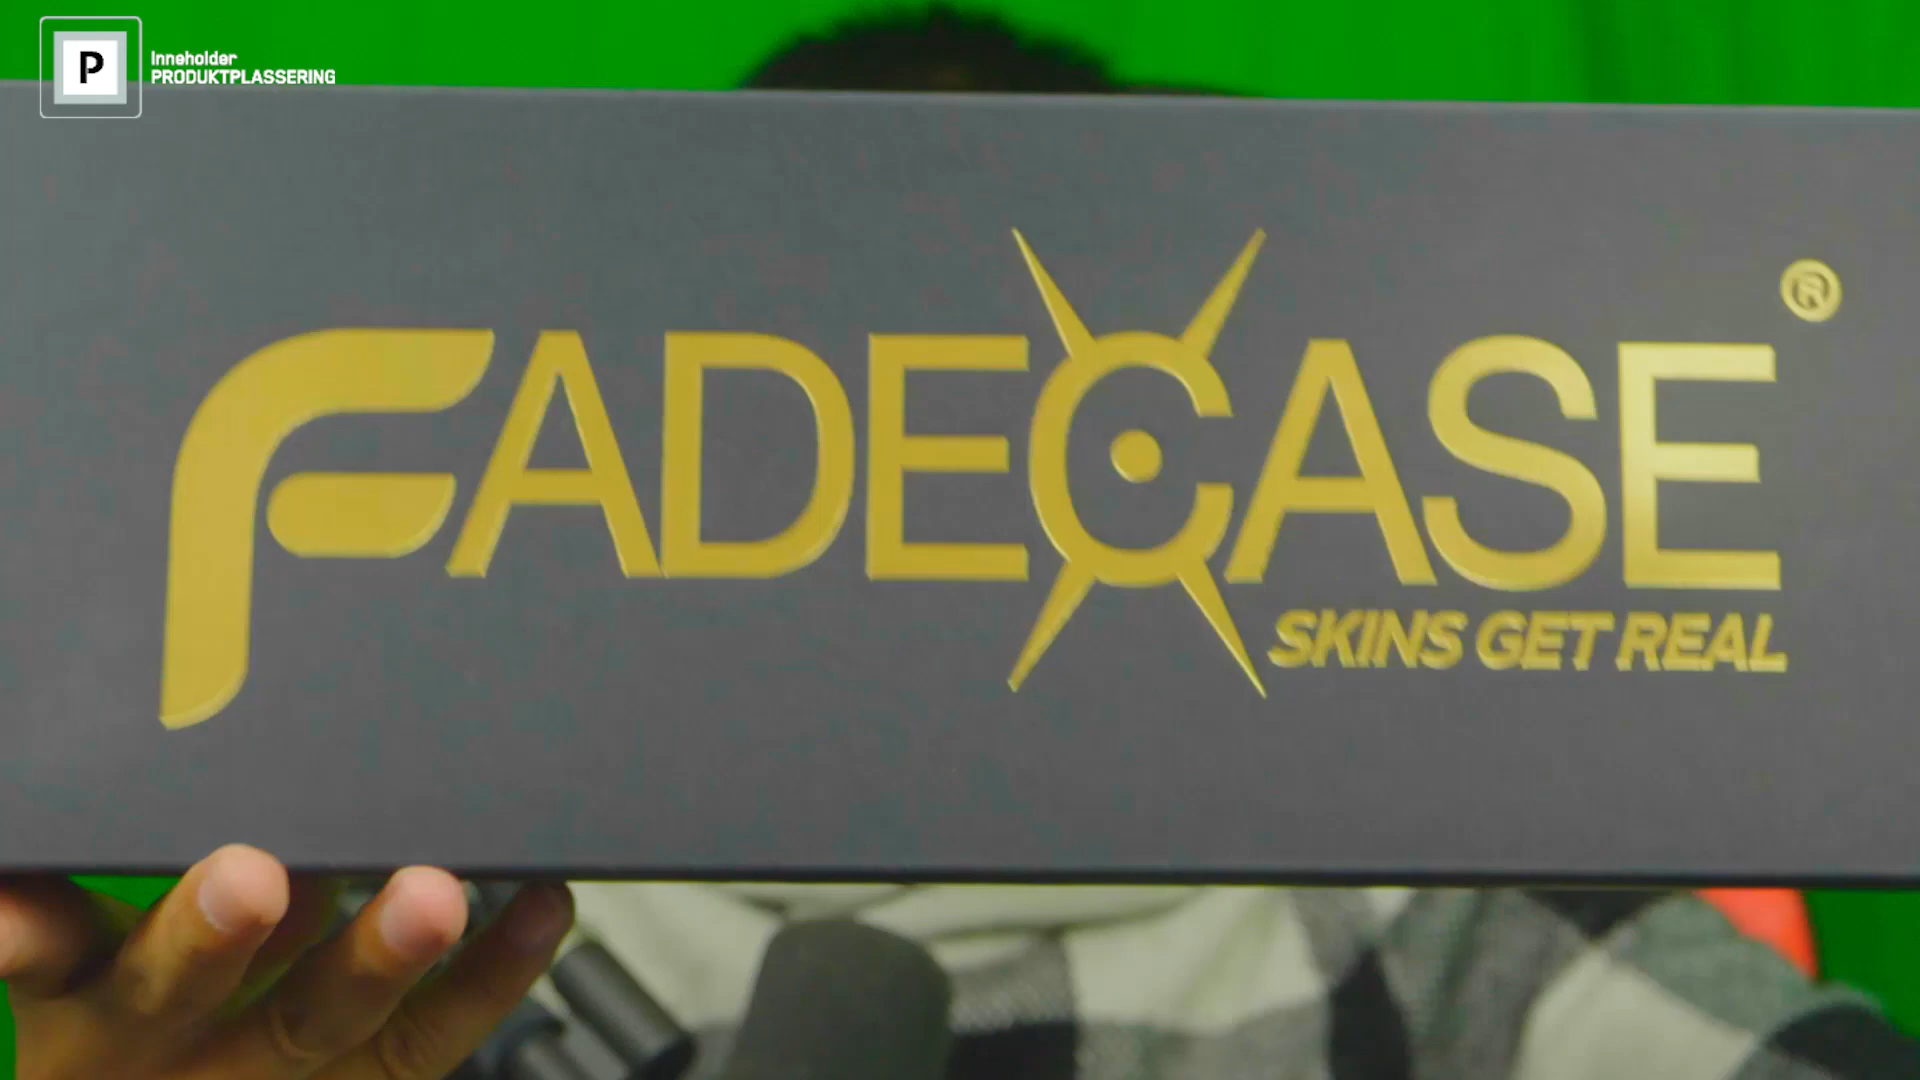 P
Inneholder
PRODUKTPLASSERING
FADECASE®
SKINS GET REAL